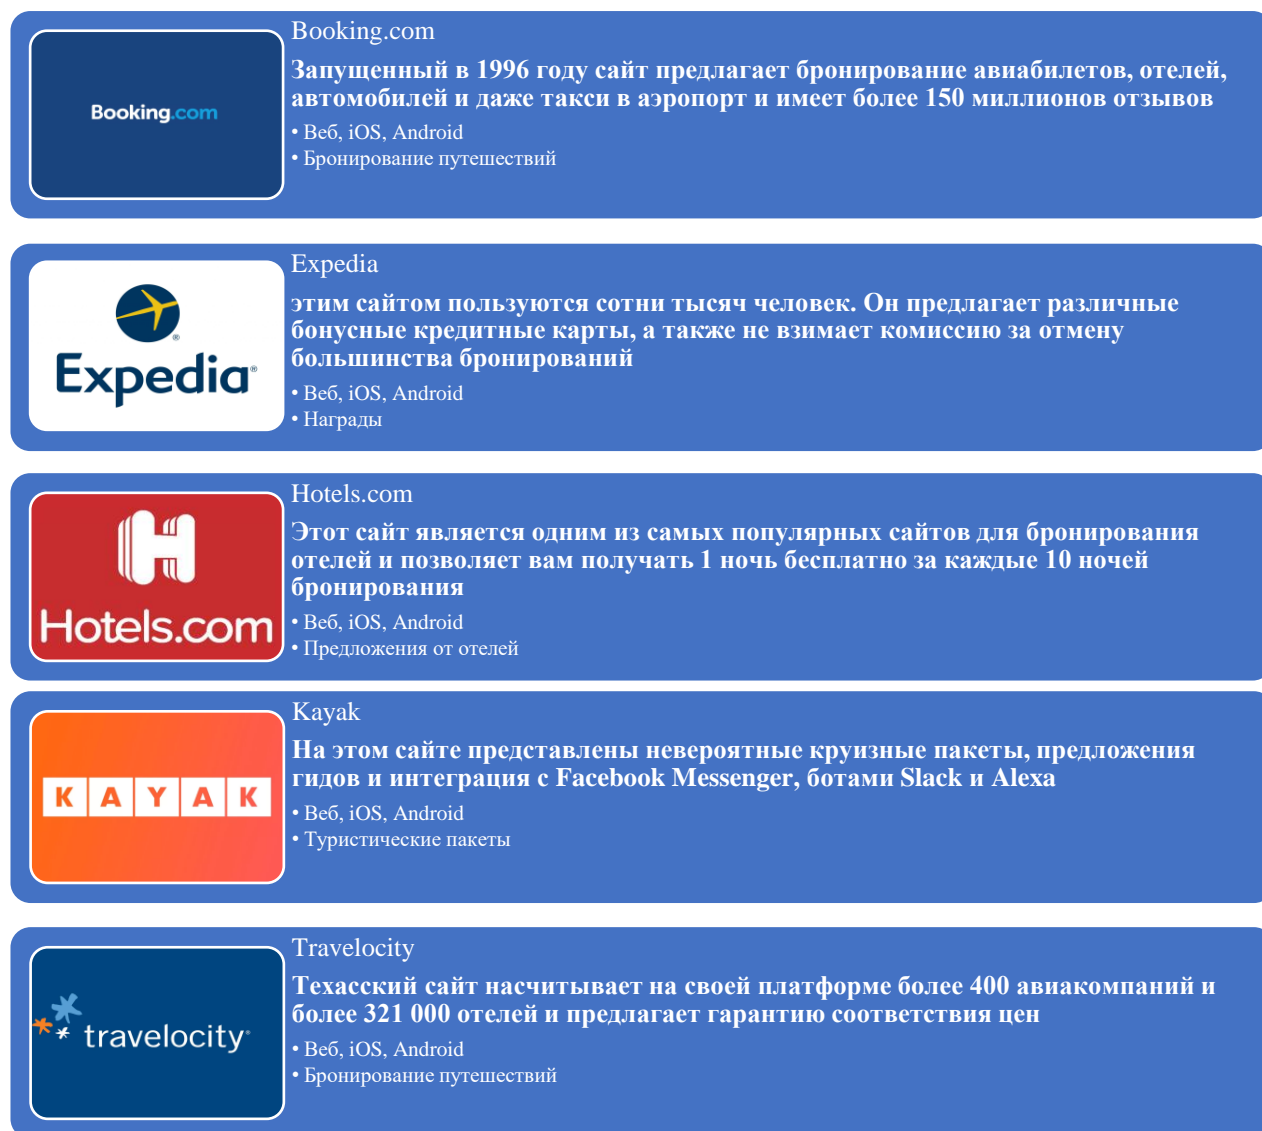 Booking.com
Booking.com
Запущенный в 1996 году сайт предлагает бронирование авиабилетов, отелей,
автомобилей и даже такси в аэропорт и имеет более 150 миллионов отзывов
• Веб, iOS, Android
• Бронирование путешествий
Expedia®
Expedia
этим сайтом пользуются сотни тысяч человек. Он предлагает различные
бонусные кредитные карты, а также не взимает комиссию за отмену
большинства бронирований
• Веб, iOS, Android
• Награды
Hotels.com
Hotels.com
Этот сайт является одним из самых популярных сайтов для бронирования
отелей и позволяет вам получать 1 ночь бесплатно за каждые 10 ночей
бронирования
• Веб, iOS, Android
• Предложения от отелей
KAYAK
Kayak
На этом сайте представлены невероятные круизные пакеты, предложения
гидов и интеграция с Facebook Messenger, ботами Slack и Alexa
• Веб, iOS, Android
• Туристические пакеты
travelocity
Travelocity
Техасский сайт насчитывает на своей платформе более 400 авиакомпаний и
более 321 000 отелей и предлагает гарантию соответствия цен
• Веб, iOS, Android
• Бронирование путешествий